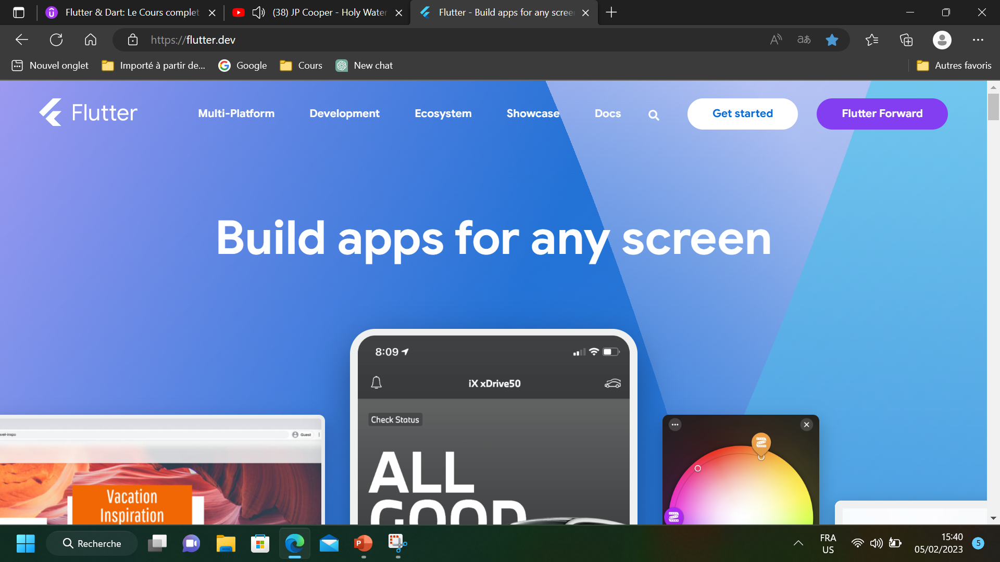 Flutter & Dart: Le Cours complet
(38) JP Cooper - Holy Water
Flutter - Build apps for any scree
https://flutter.dev
Nouvel onglet
Importé à partir de...
Google
Cours
New chat
Autres favoris
Flutter
Multi-Platform
Development
Ecosystem
Showcase
Docs
Get started
Flutter Forward
Build apps for any screen
8:09
iX xDrive50
Check Status
ALL
GOOD
avel-inspo
Guest
Vacation
Inspiration
Recherche
FRA
US
15:40
05/02/2023
5